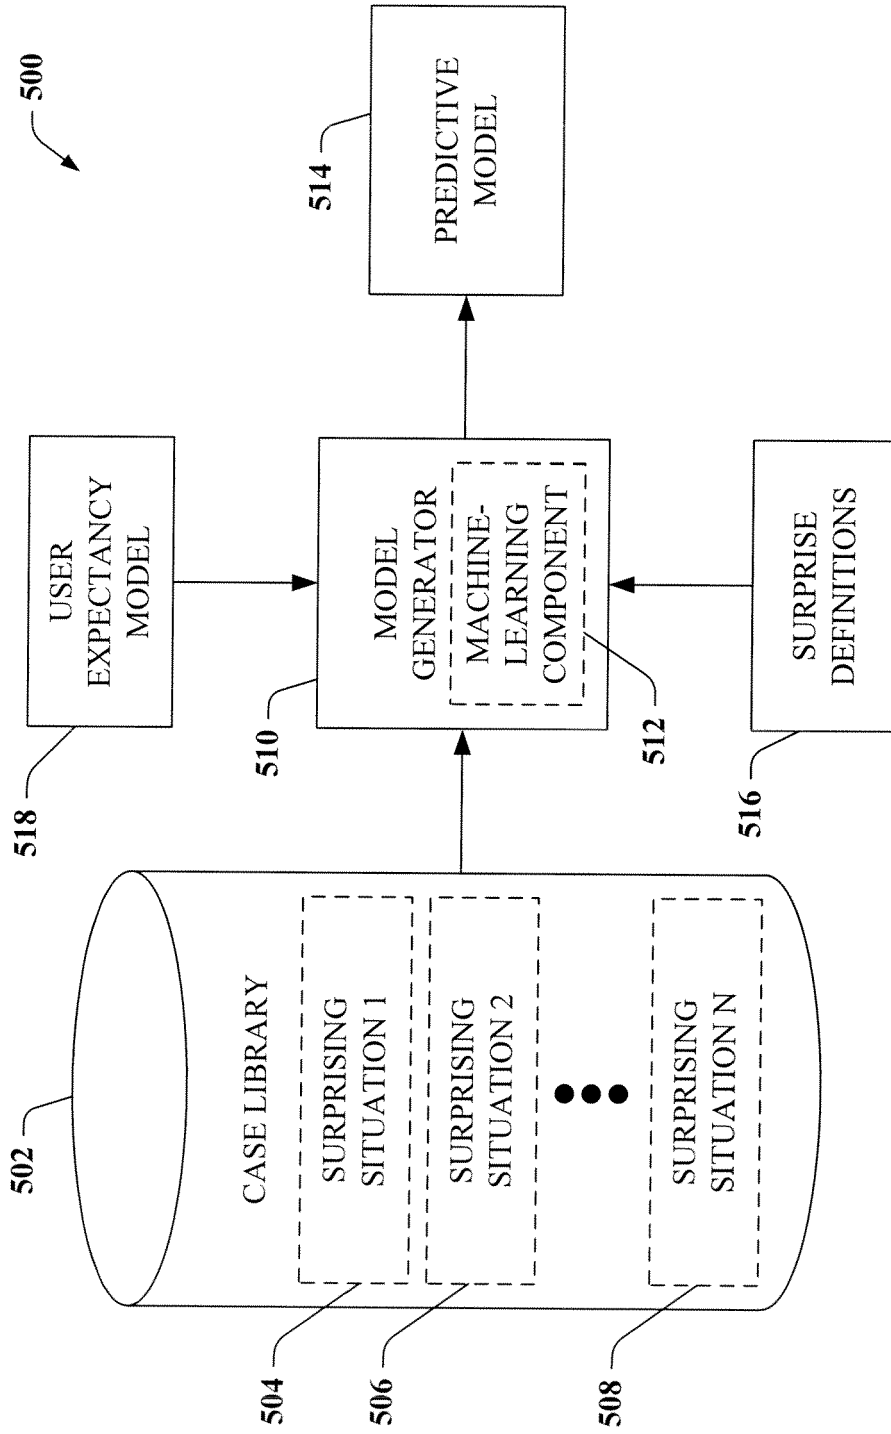 500
502
CASE LIBRARY
504
SURPRISING
SITUATION 1
506
SURPRISING
SITUATION 2
508
SURPRISING
SITUATION N
518
USER
EXPECTANCY
MODEL
510
MODEL
GENERATOR
MACHINE-
LEARNING
COMPONENT
512
516
SURPRISE
DEFINITIONS
514
PREDICTIVE
MODEL